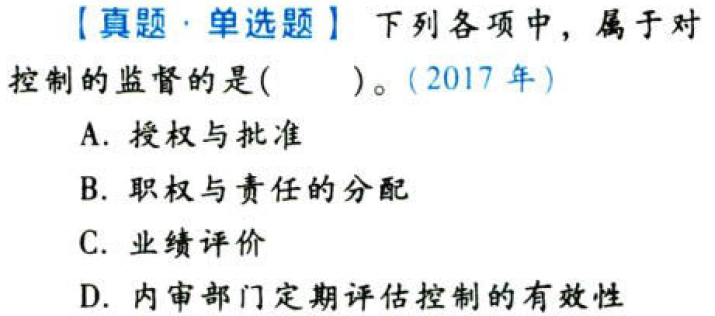 【真题·单选题】 下列各项中，属于对
控制的监督的是(　　)。(2017 年)
A. 授权与批准
B. 职权与责任的分配
C. 业绩评价
D. 内审部门定期评估控制的有效性